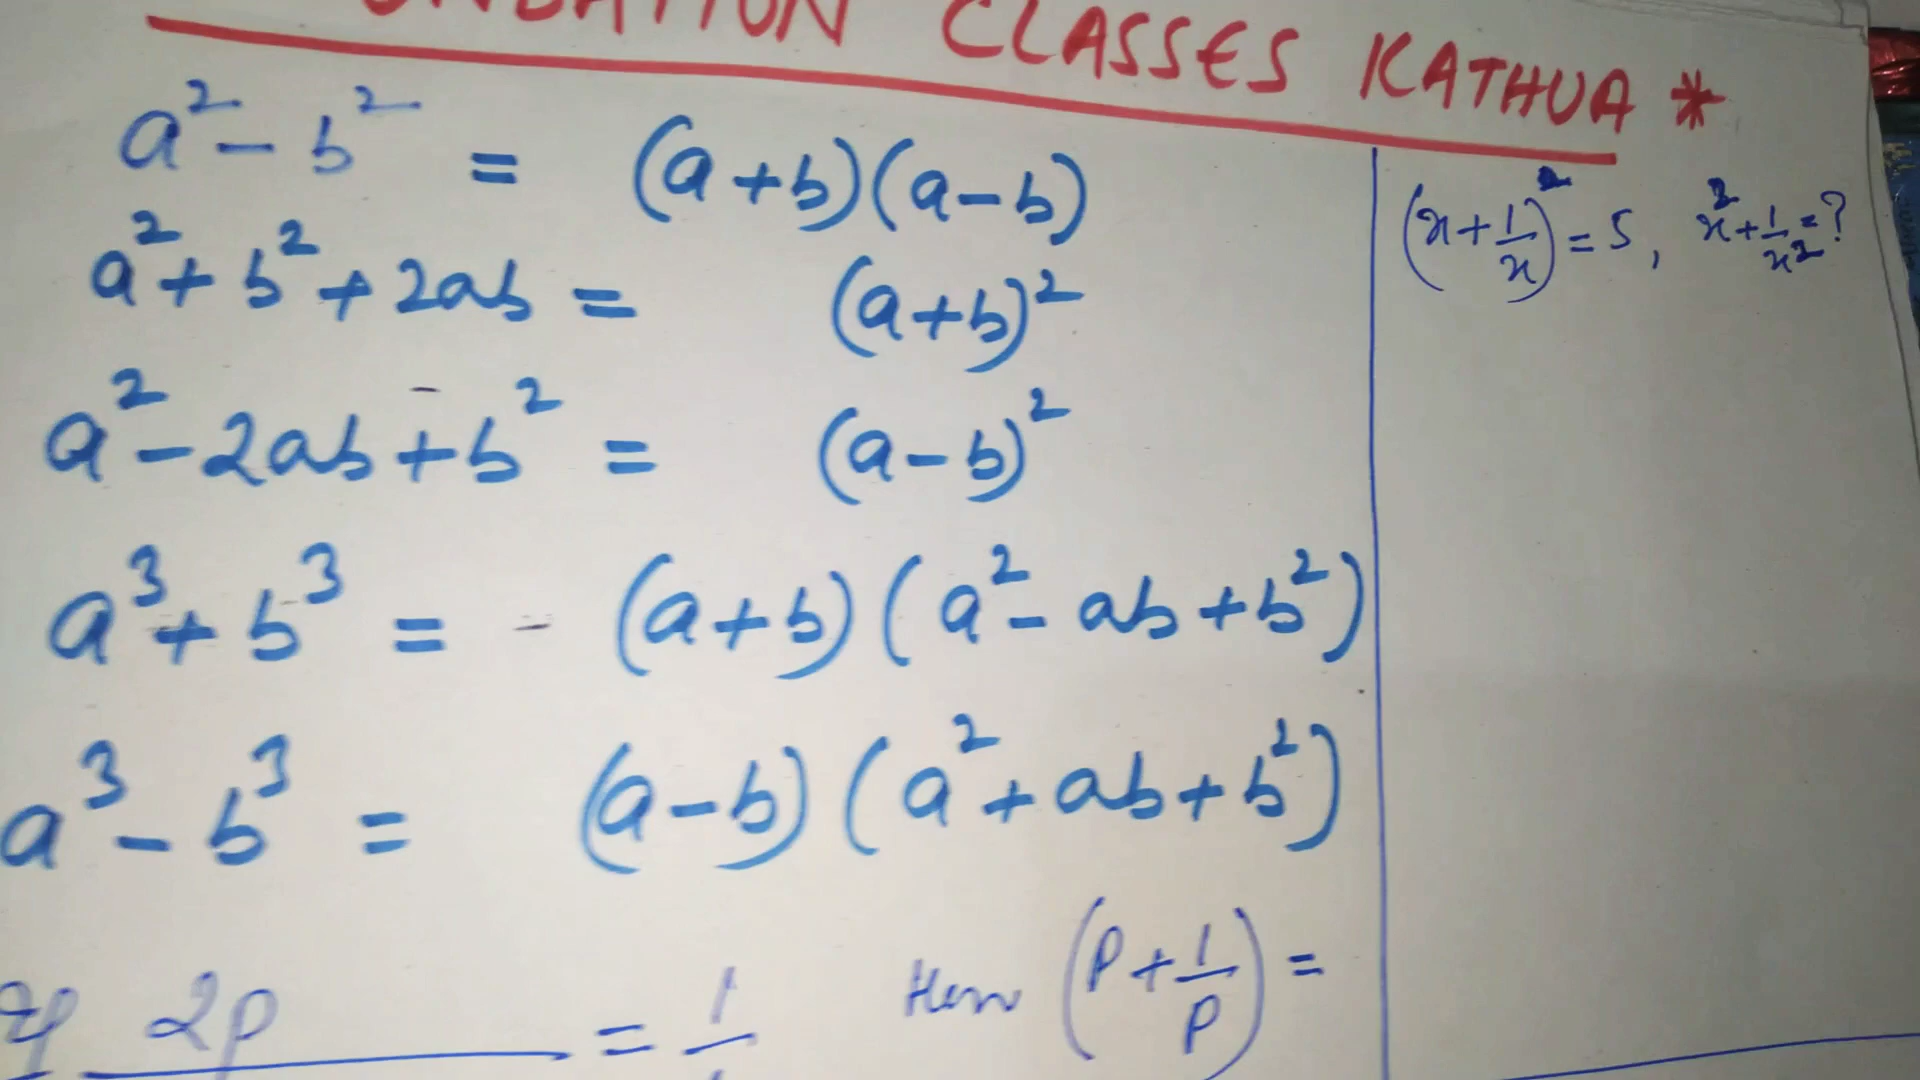 CLASSES KATHUA *
a² - b² = (a+b)(a-b)
a² + b² + 2ab = (a+b)²
a² - 2ab + b² = (a-b)²
a³ + b³ = - (a+b)(a² - ab + b²)
a³ - b³ = (a-b)(a² + ab + b²)
2p = 1 (P + 1/P) =
(x + 1/x)² = 5, x² + 1/x² = ?